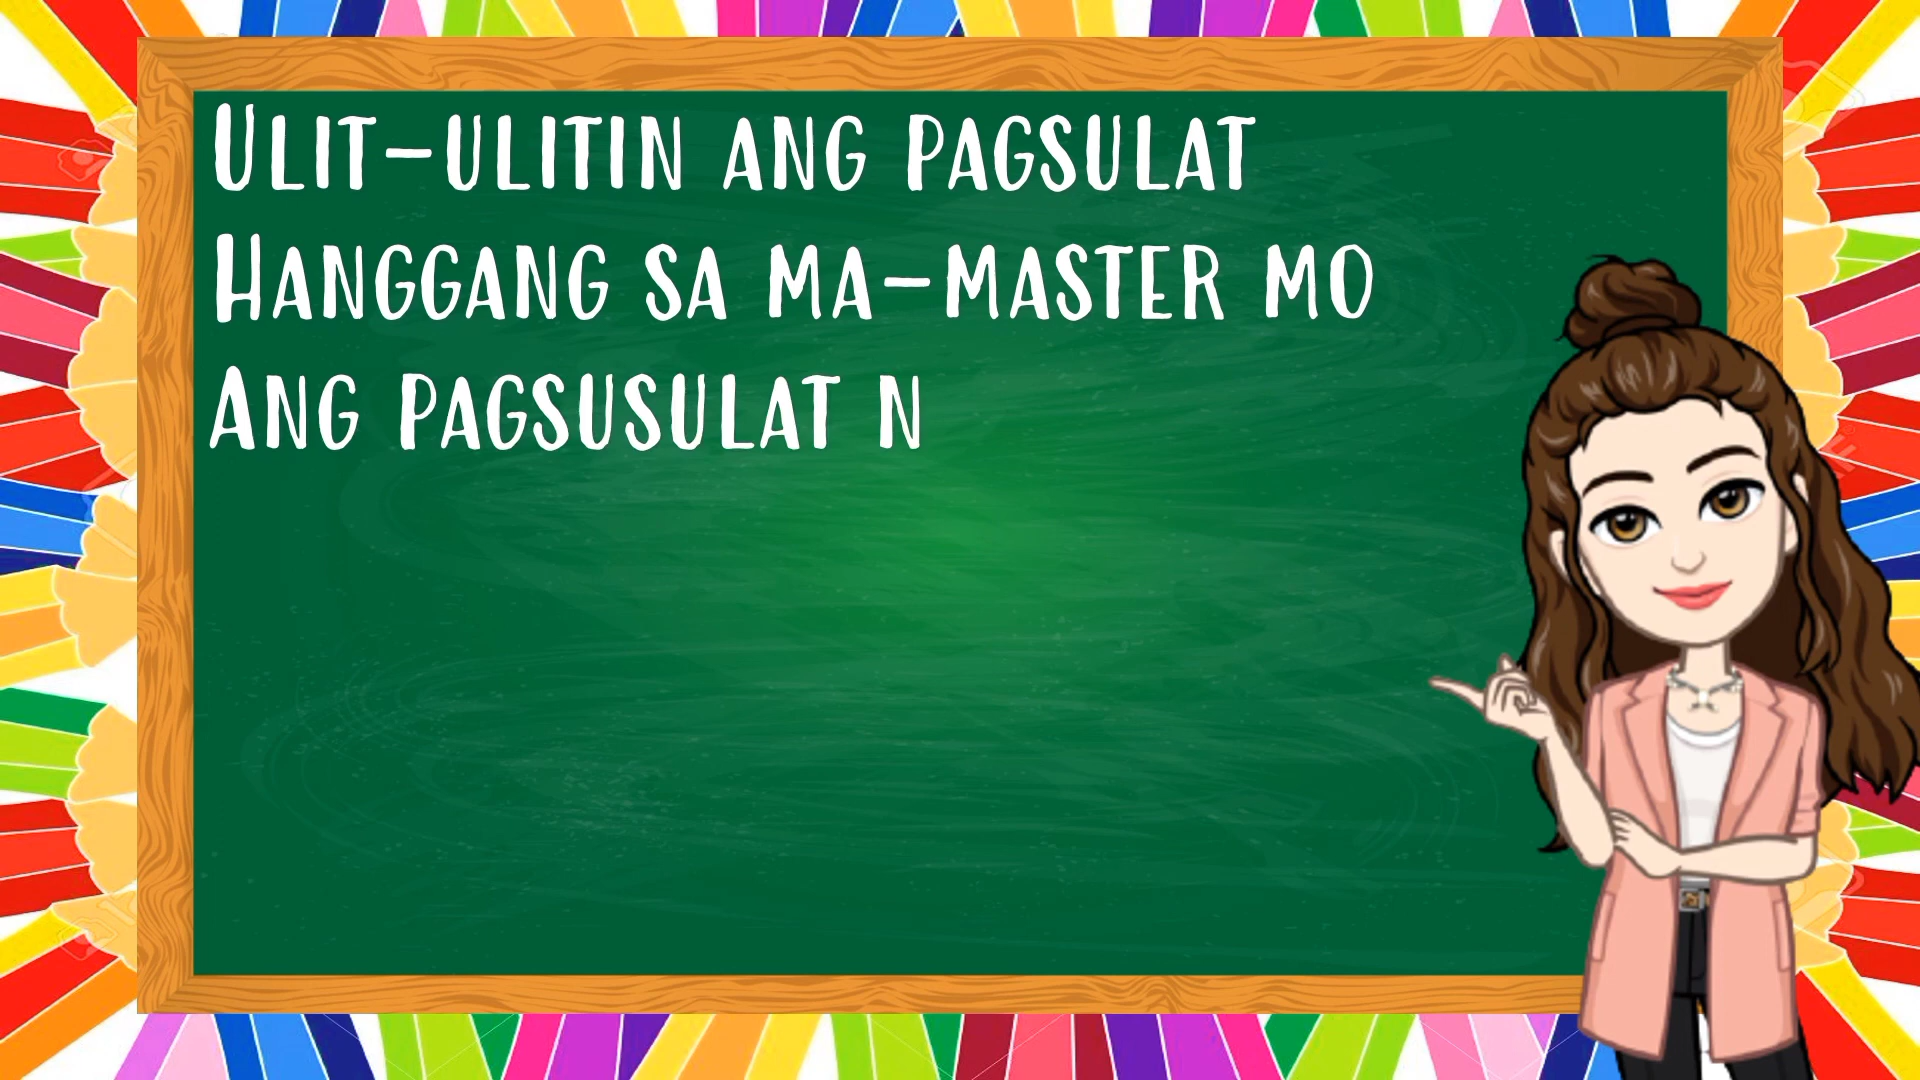 Ulit-ulitin ang pagsulat
Hanggang sa ma-master mo
Ang pagsusulat n